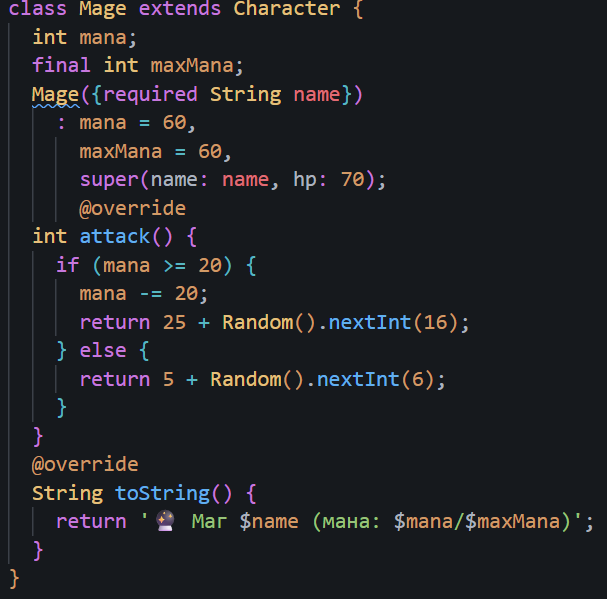 class Mage extends Character {
  int mana;
  final int maxMana;
  Mage({required String name})
    : mana = 60,
      maxMana = 60,
      super(name: name, hp: 70);
      @override
  int attack() {
    if (mana >= 20) {
      mana -= 20;
      return 25 + Random().nextInt(16);
    } else {
      return 5 + Random().nextInt(6);
    }
  }
  @override
  String toString() {
    return '🔮 Маг $name (мана: $mana/$maxMana)';
  }
}